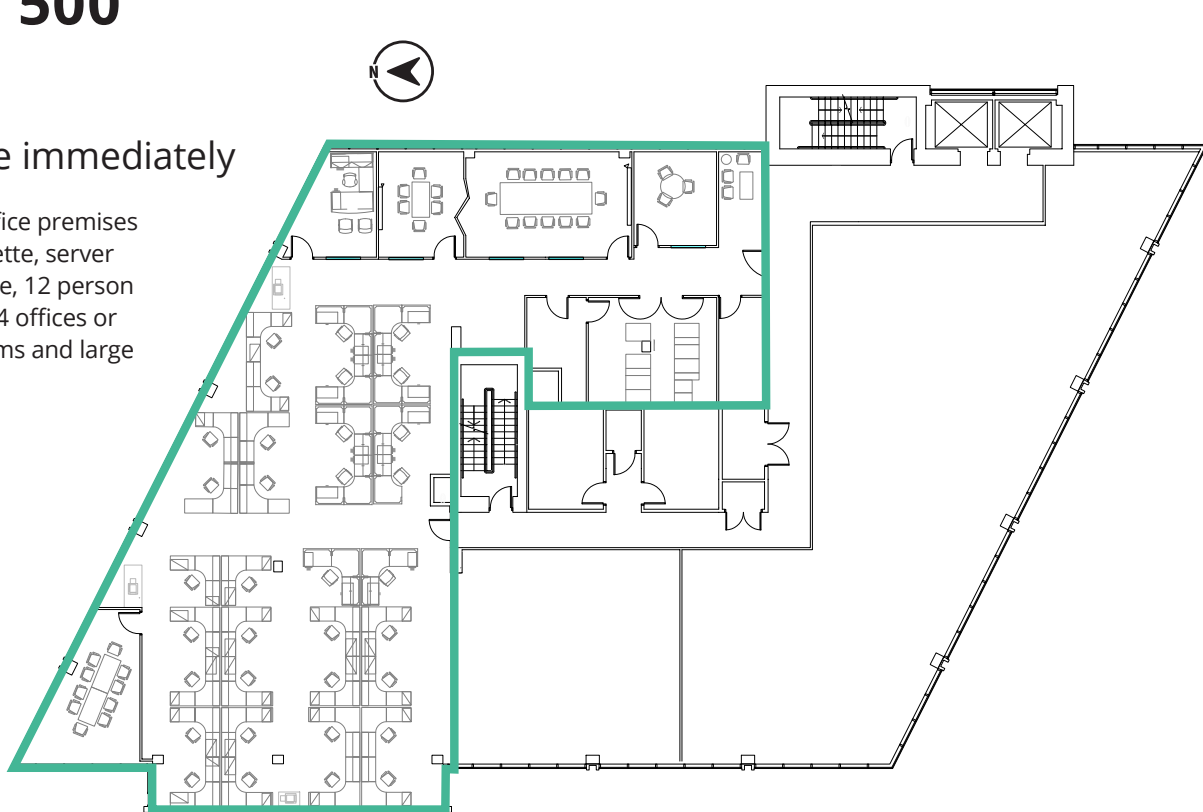 500
N
e immediately
fice premises
ette, server
e, 12 person
4 offices or
ms and large